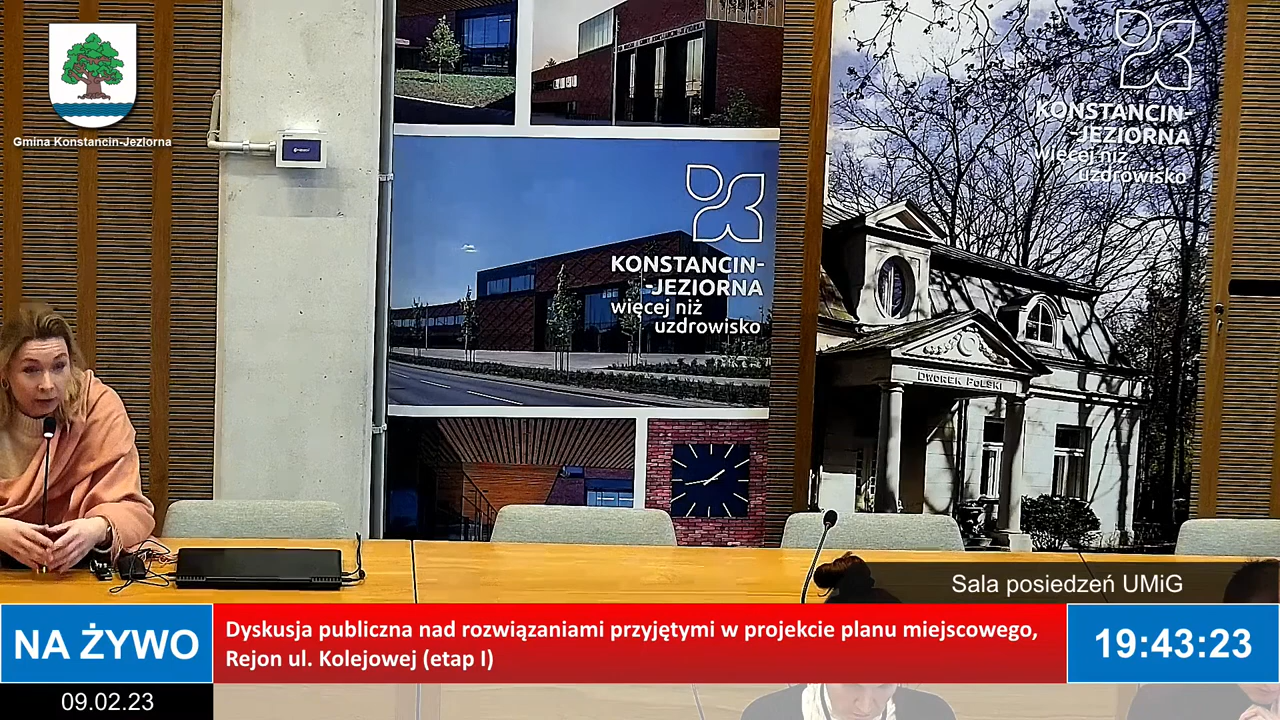 Gmina Konstancin-Jeziorna
KONSTANCIN-
-JEZIORNA
więcej niż
uzdrowisko
KONSTANCIN-
-JEZIORNA
więcej niż
uzdrowisko
DWOREK POLSKI
Sala posiedzeń UMiG
NA ŻYWO
Dyskusja publiczna nad rozwiązaniami przyjętymi w projekcie planu miejscowego,
Rejon ul. Kolejowej (etap I)
19:43:23
09.02.23